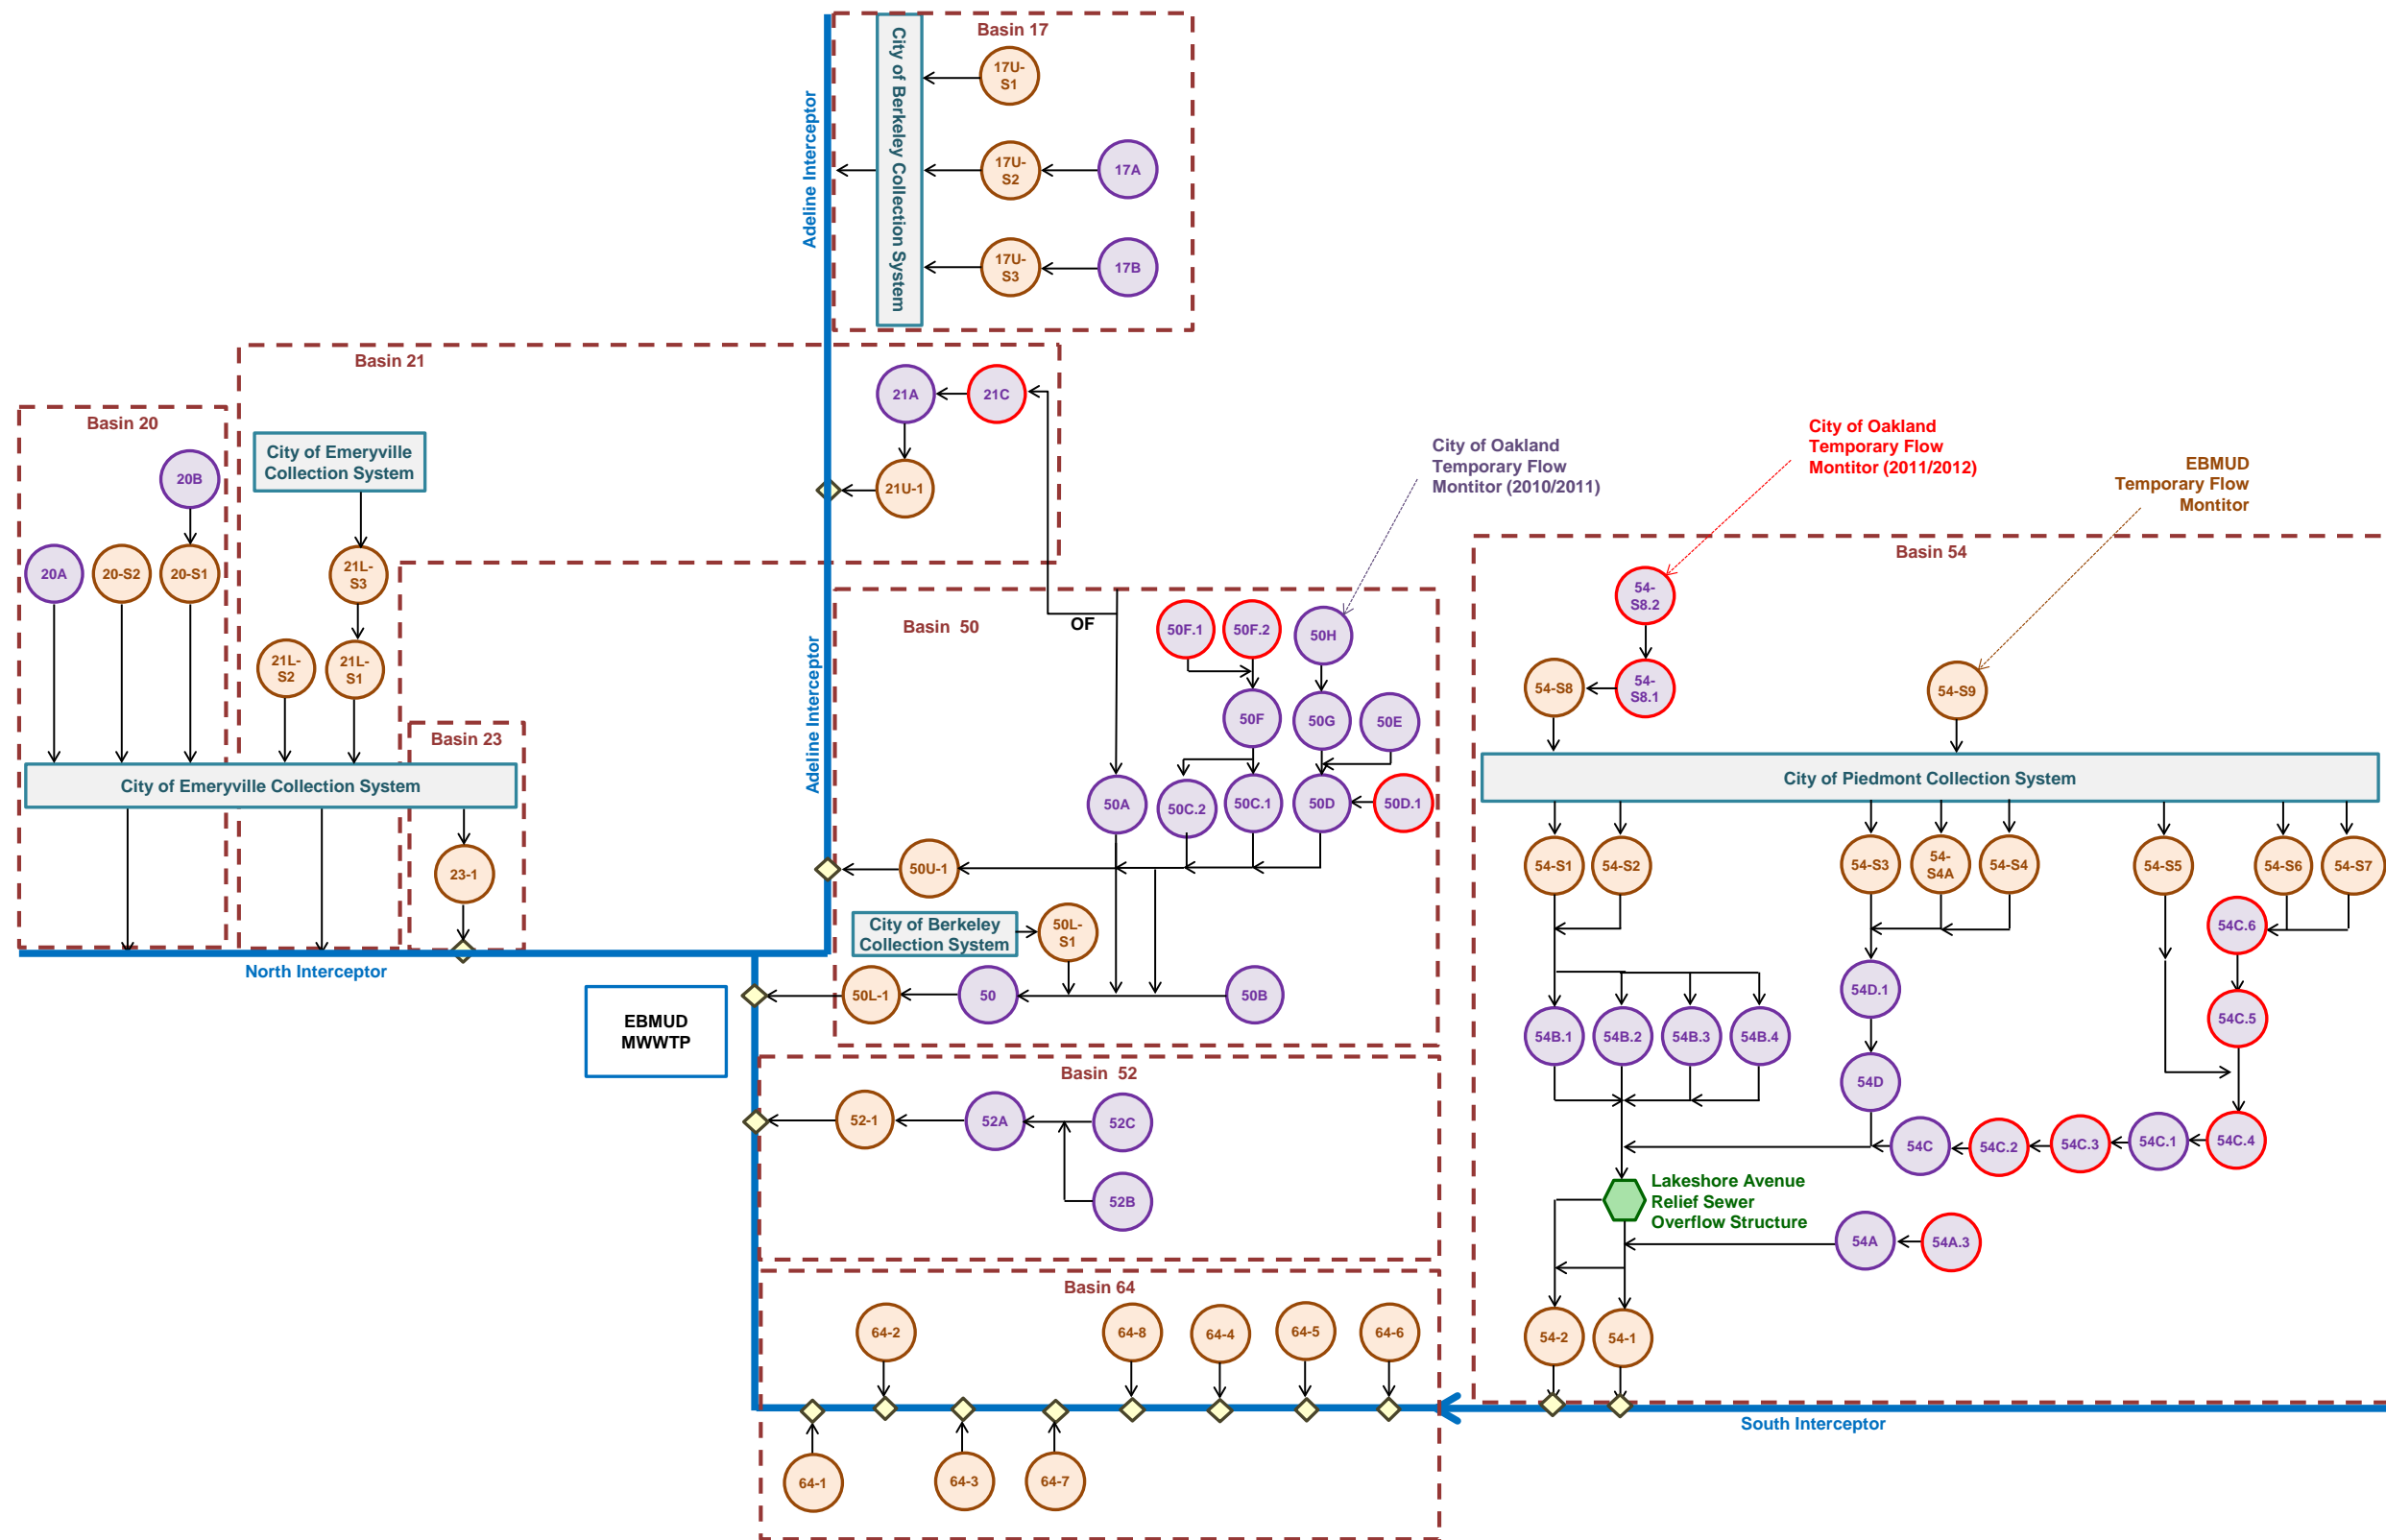 Basin 17
City of Berkeley Collection System
Adeline Interceptor
17U-
S1
17U-
S2
17A
17U-
S3
17B
Basin 21
21A
21C
21U-1
City of Emeryville
Collection System
21L-
S3
21L-
S2
21L-
S1
Basin 20
20B
20A
20-S2
20-S1
Basin 23
City of Emeryville Collection System
23-1
North Interceptor
Adeline Interceptor
EBMUD
MWWTP
Basin  50
OF
50F.1
50F.2
50H
50F
50G
50E
50A
50C.2
50C.1
50D
50D.1
50U-1
City of Berkeley
Collection System
50L-
S1
50L-1
50
50B
Basin  52
52-1
52A
52C
52B
Basin 64
64-2
64-8
64-4
64-5
64-6
64-1
64-3
64-7
City of Oakland
Temporary Flow
Montitor (2010/2011)
City of Oakland
Temporary Flow
Montitor (2011/2012)
EBMUD
Temporary Flow
Montitor
Basin 54
54-
S8.2
54-S8
54-
S8.1
54-S9
City of Piedmont Collection System
54-S1
54-S2
54-S3
54-
S4A
54-S4
54-S5
54-S6
54-S7
54C.6
54D.1
54C.5
54B.1
54B.2
54B.3
54B.4
54D
54C
54C.2
54C.3
54C.1
54C.4
Lakeshore Avenue
Relief Sewer
Overflow Structure
54A
54A.3
54-2
54-1
South Interceptor